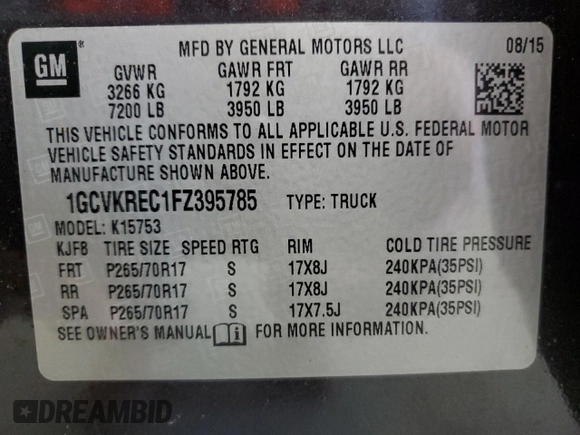 GM
®
MFD BY GENERAL MOTORS LLC
08/15
GVWR GAWR FRT GAWR RR
3266 KG 1792 KG 1792 KG
7200 LB 3950 LB 3950 LB
THIS VEHICLE CONFORMS TO ALL APPLICABLE U.S. FEDERAL MOTOR
VEHICLE SAFETY STANDARDS IN EFFECT ON THE DATE OF
MANUFACTURE SHOWN ABOVE.
1GCVKREC1FZ395785 TYPE: TRUCK
MODEL: K15753
KJFB TIRE SIZE SPEED RTG RIM COLD TIRE PRESSURE
FRT P265/70R17 S 17X8J 240KPA(35PSI)
RR P265/70R17 S 17X8J 240KPA(35PSI)
SPA P265/70R17 S 17X7.5J 240KPA(35PSI)
SEE OWNER'S MANUAL FOR MORE INFORMATION.
DREAMBID